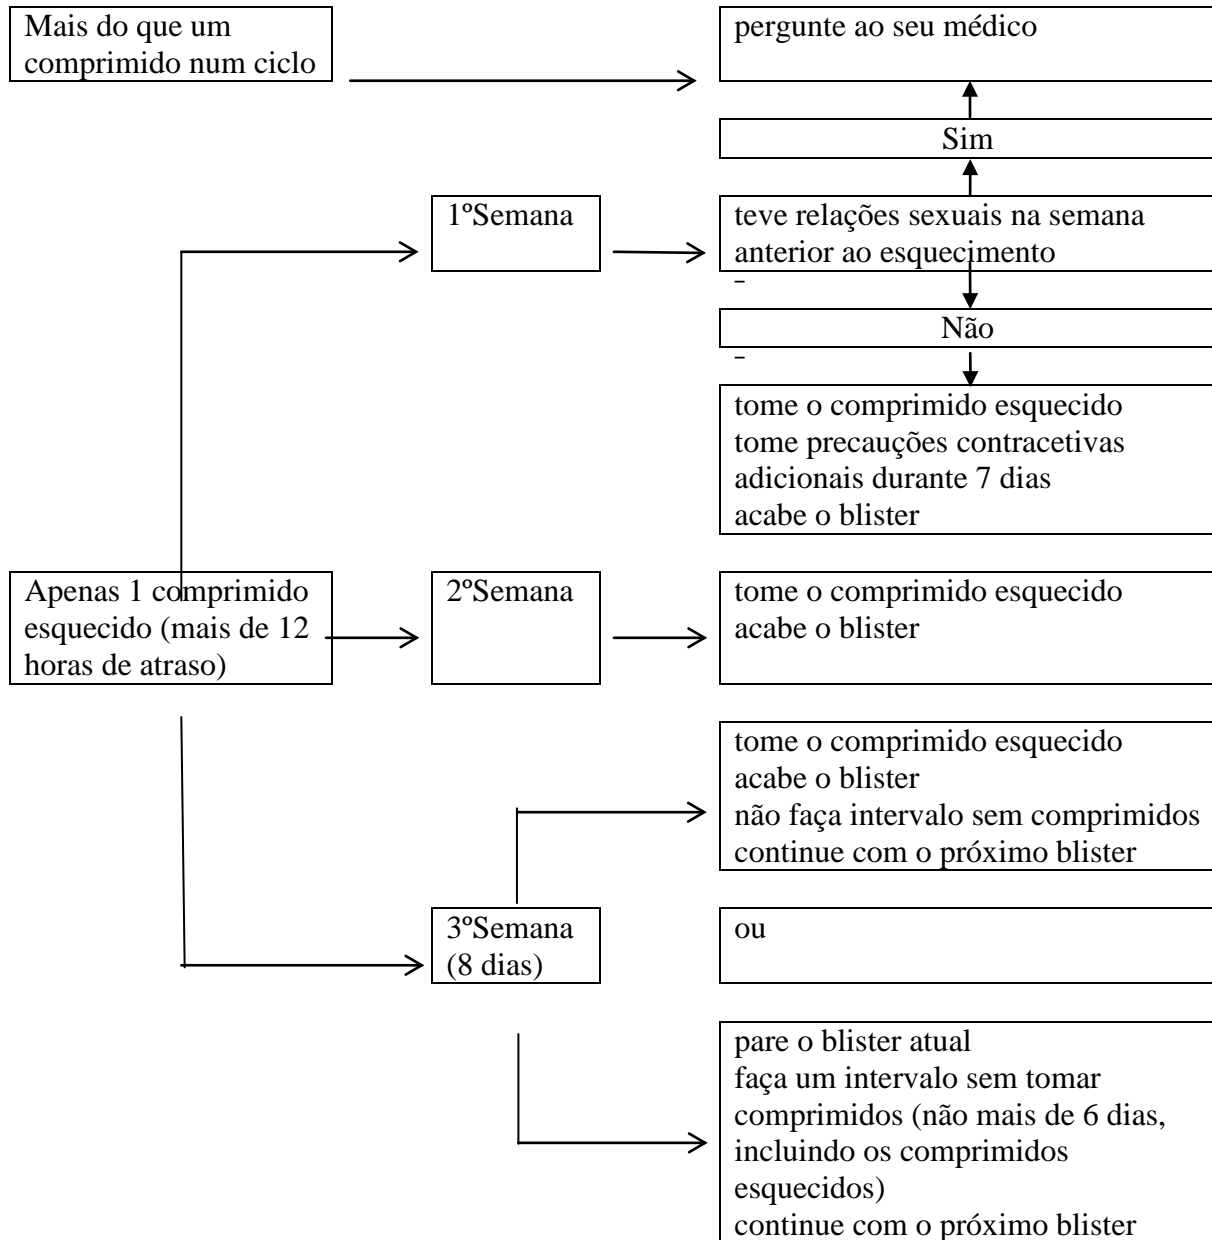 Mais do que um
comprimido num ciclo
pergunte ao seu médico
Sim
1ºSemana
teve relações sexuais na semana
anterior ao esquecimento
Não
tome o comprimido esquecido
tome precauções contracetivas
adicionais durante 7 dias
acabe o blister
Apenas 1 comprimido
esquecido (mais de 12
horas de atraso)
2ºSemana
tome o comprimido esquecido
acabe o blister
tome o comprimido esquecido
acabe o blister
não faça intervalo sem comprimidos
continue com o próximo blister
3ºSemana
(8 dias)
ou
pare o blister atual
faça um intervalo sem tomar
comprimidos (não mais de 6 dias,
incluindo os comprimidos
esquecidos)
continue com o próximo blister